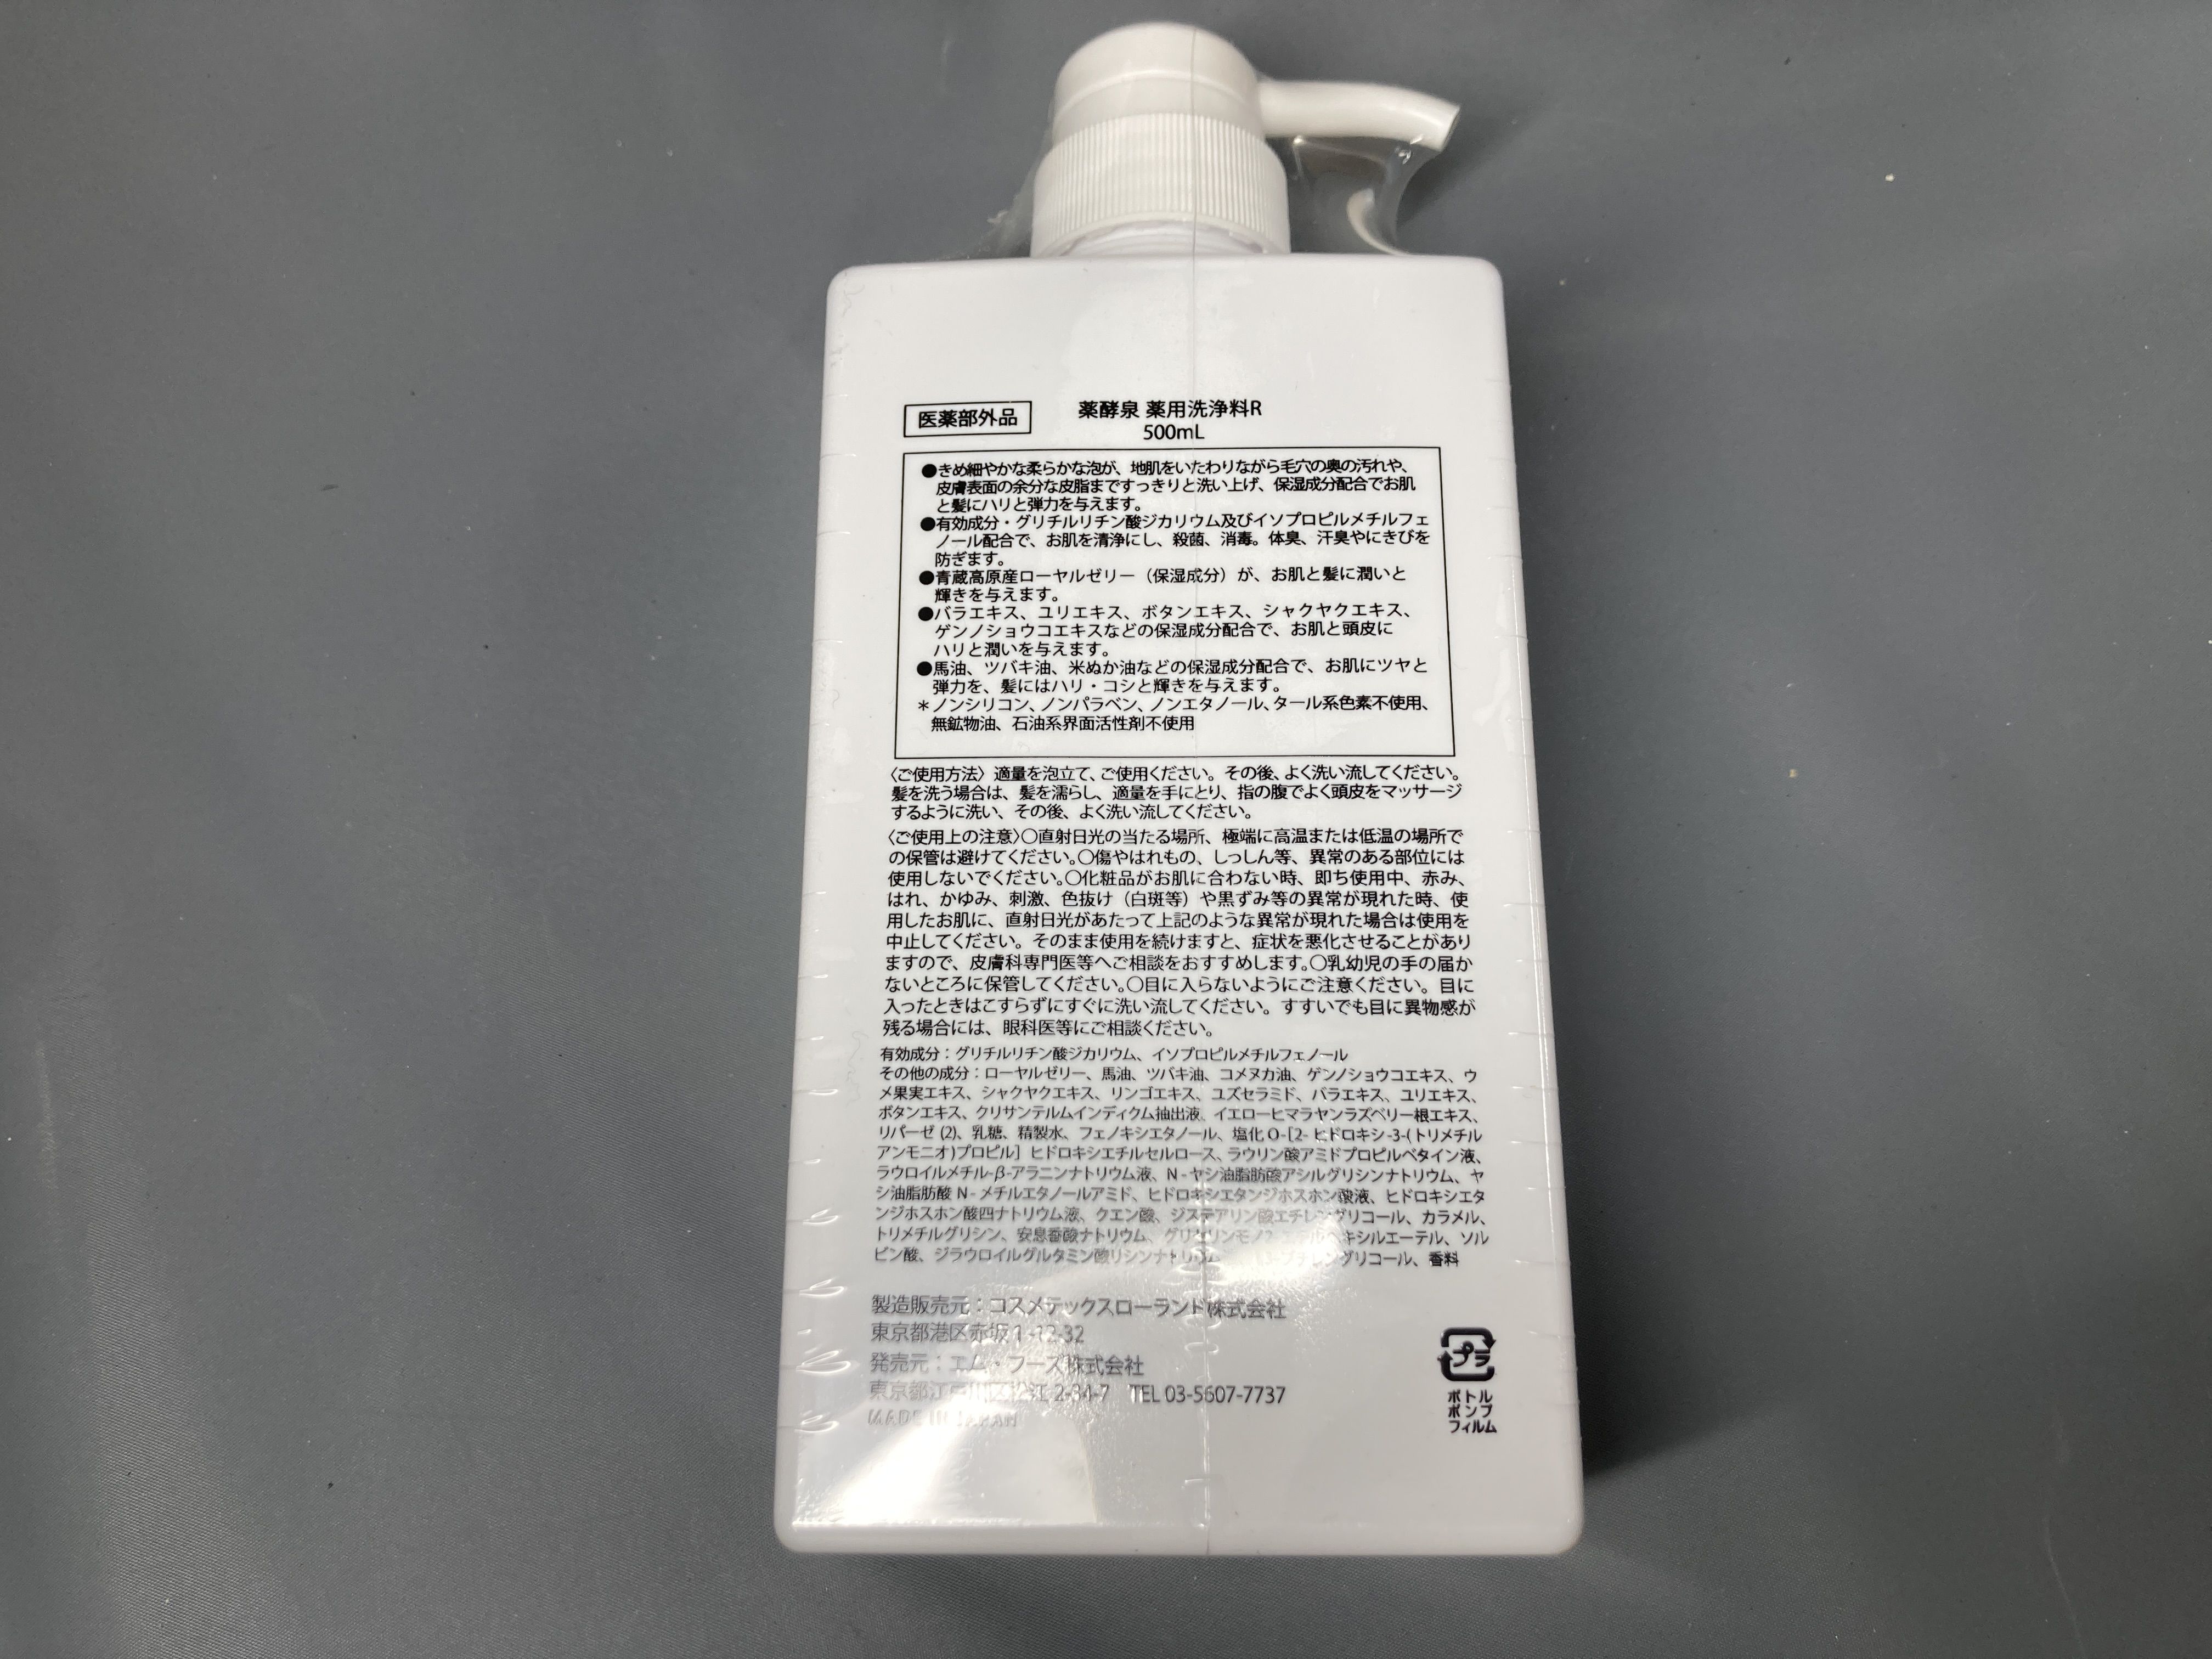 医薬部外品
薬酵泉 薬用洗浄料R
500mL
●きめ細やかな柔らかな泡が、地肌をいたわりながら毛穴の奥の汚れや、
皮膚表面の余分な皮脂まですっきりと洗い上げ、保湿成分配合でお肌
と髪にハリと弾力を与えます。
●有効成分・グリチルリチン酸ジカリウム及びイソプロピルメチルフェ
ノール配合で、お肌を清浄にし、殺菌、消毒。体臭、汗臭やにきびを
防ぎます。
●青蔵高原産ローヤルゼリー（保湿成分）が、お肌と髪に潤いと
輝きを与えます。
●バラエキス、ユリエキス、ボタンエキス、シャクヤクエキス、
ゲンノショウコエキスなどの保湿成分配合で、お肌と頭皮に
ハリと潤いを与えます。
●馬油、ツバキ油、米ぬか油などの保湿成分配合で、お肌にツヤと
弾力を、髪にはハリ・コシと輝きを与えます。
＊ノンシリコン、ノンパラベン、ノンエタノール、タール系色素不使用、
無鉱物油、石油系界面活性剤不使用
〈ご使用方法〉適量を泡立て、ご使用ください。その後、よく洗い流してください。
髪を洗う場合は、髪を濡らし、適量を手にとり、指の腹でよく頭皮をマッサージ
するように洗い、その後、よく洗い流してください。
〈ご使用上の注意〉○直射日光の当たる場所、極端に高温または低温の場所で
の保管は避けてください。○傷やはれもの、しっしん等、異常のある部位には
使用しないでください。○化粧品がお肌に合わない時、即ち使用中、赤み、
はれ、かゆみ、刺激、色抜け（白斑等）や黒ずみ等の異常が現れた時、使
用したお肌に、直射日光があたって上記のような異常が現れた場合は使用を
中止してください。そのまま使用を続けますと、症状を悪化させることがあり
ますので、皮膚科専門医等へご相談をおすすめします。○乳幼児の手の届か
ないところに保管してください。○目に入らないようにご注意ください。目に
入ったときはこすらずにすぐに洗い流してください。すすいでも目に異物感が
残る場合には、眼科医等にご相談ください。
有効成分：グリチルリチン酸ジカリウム、イソプロピルメチルフェノール
その他の成分：ローヤルゼリー、馬油、ツバキ油、コメヌカ油、ゲンノショウコエキス、ウ
メ果実エキス、シャクヤクエキス、リンゴエキス、ユズセラミド、バラエキス、ユリエキス、
ボタンエキス、クリサンテルムインディクム抽出液、イエローヒマラヤンラズベリー根エキス、
リパーゼ(2)、乳糖、精製水、フェノキシエタノール、塩化O-[2-ヒドロキシ-3-(トリメチル
アンモニオ)プロピル]ヒドロキシエチルセルロース、ラウリン酸アミドプロピルベタイン液、
ラウロイルメチル-β-アラニンナトリウム液、N-ヤシ油脂肪酸アシルグリシンナトリウム、ヤ
シ油脂肪酸N-メチルエタノールアミド、ヒドロキシエタンジホスホン酸液、ヒドロキシエタ
ンジホスホン酸四ナトリウム液、クエン酸、ジステアリン酸エチレングリコール、カラメル、
トリメチルグリシン、安息香酸ナトリウム、グリセリンモノ2-エチルヘキシルエーテル、ソル
ビン酸、ジラウロイルグルタミン酸リシンナトリウム ブチレングリコール、香料
製造販売元：コスメテックスローランド株式会社
東京都港区赤坂1-12-32
発売元：エム・フーズ株式会社
東京都江戸川区松江2-34-7 TEL 03-5607-7737
MADE IN JAPAN
プラ
ボトル
ポンプ
フィルム